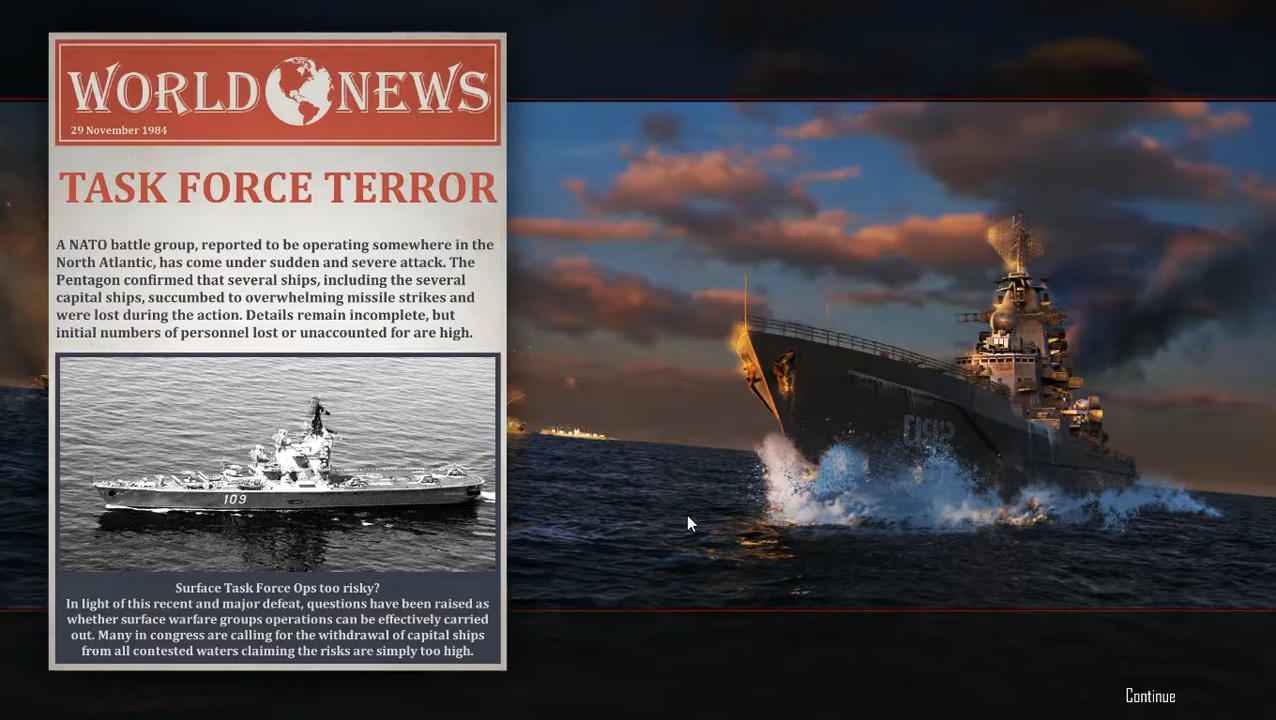 WORLD NEWS
29 November 1984
TASK FORCE TERROR
A NATO battle group, reported to be operating somewhere in the
North Atlantic, has come under sudden and severe attack. The
Pentagon confirmed that several ships, including the several
capital ships, succumbed to overwhelming missile strikes and
were lost during the action. Details remain incomplete, but
initial numbers of personnel lost or unaccounted for are high.
109
Surface Task Force Ops too risky?
In light of this recent and major defeat, questions have been raised as
whether surface warfare groups operations can be effectively carried
out. Many in congress are calling for the withdrawal of capital ships
from all contested waters claiming the risks are simply too high.
Continue